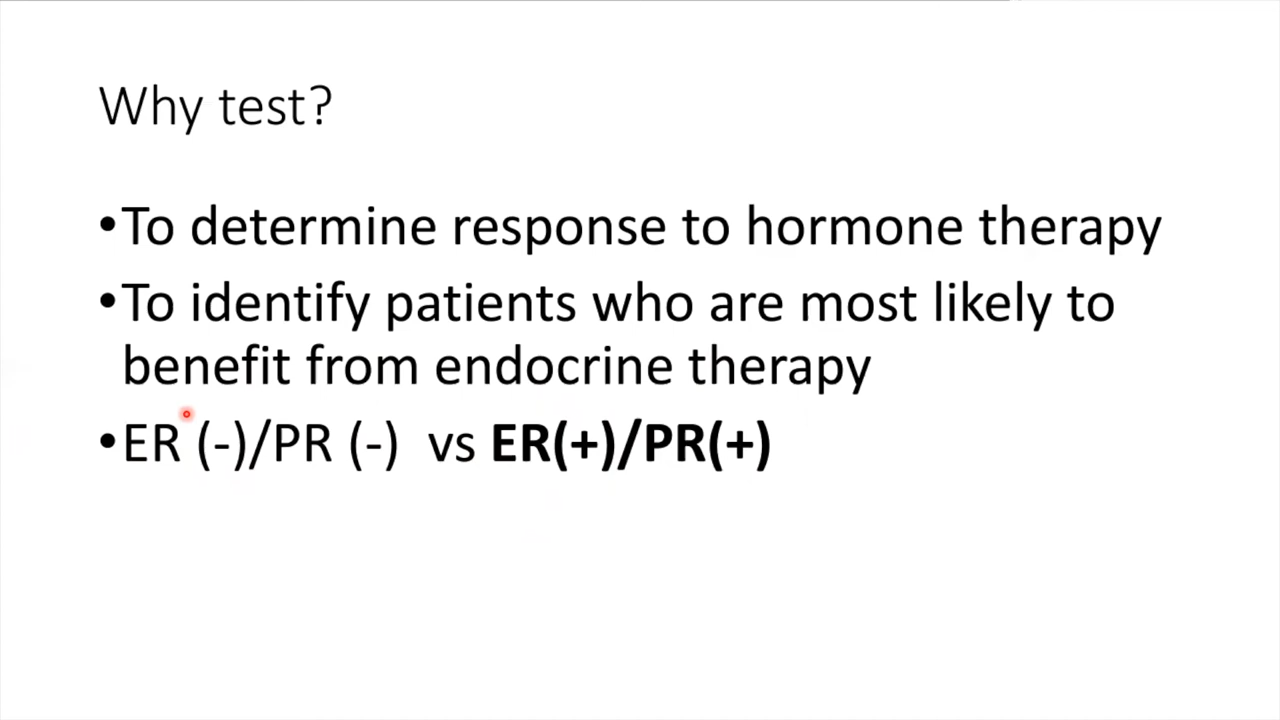 Why test?
•To determine response to hormone therapy
•To identify patients who are most likely to
benefit from endocrine therapy
•ER (-)/PR (-)  vs ER(+)/PR(+)